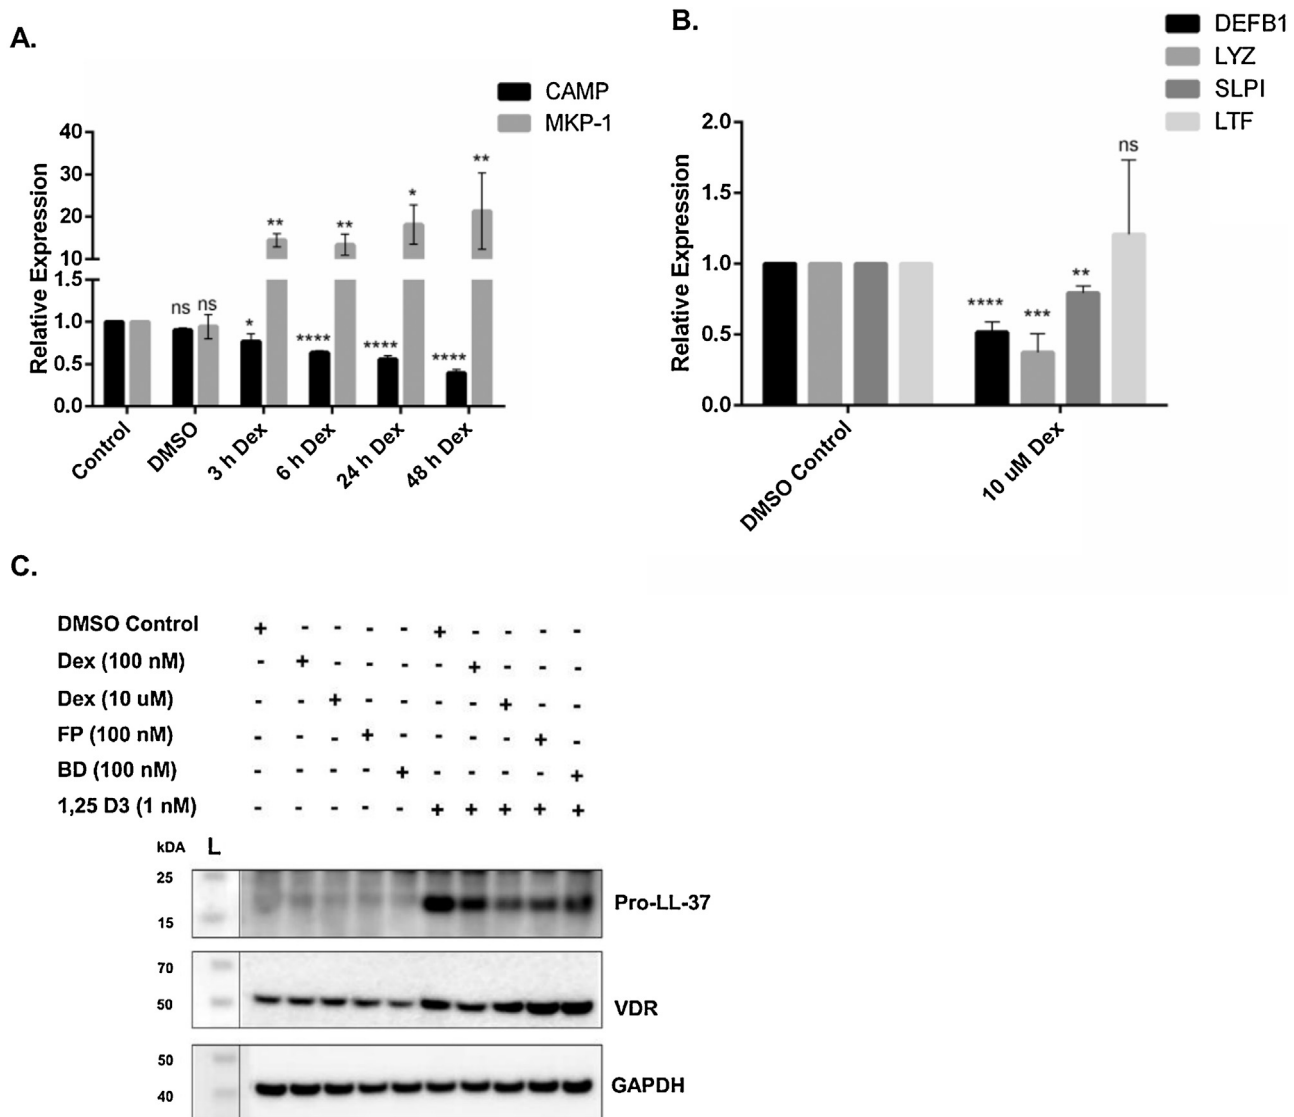 A.
CAMP
MKP-1
Relative Expression
40
30
20
10
1.5
1.0
0.5
0.0
ns ns
* **
**** **
**** *
**** **
Control
DMSO
3 h Dex
6 h Dex
24 h Dex
48 h Dex
B.
DEFB1
LYZ
SLPI
LTF
Relative Expression
2.0
1.5
1.0
0.5
0.0
**** *** ** ns
DMSO Control
10 uM Dex
C.
DMSO Control + - - - - + - - - -
Dex (100 nM) - + - - - - + - - -
Dex (10 uM) - - + - - - - + - -
FP (100 nM) - - - + - - - - + -
BD (100 nM) - - - - + - - - - +
1,25 D3 (1 nM) - - - - - + + + + +
kDA L
25
15
Pro-LL-37
70
50
VDR
50
40
GAPDH